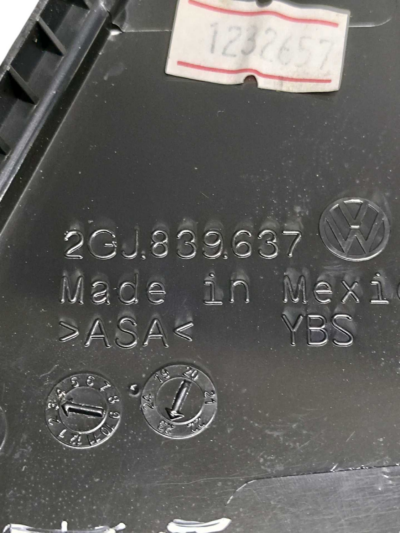 1232657
2GJ.839.637
Made in Mexi
>ASA< YBS